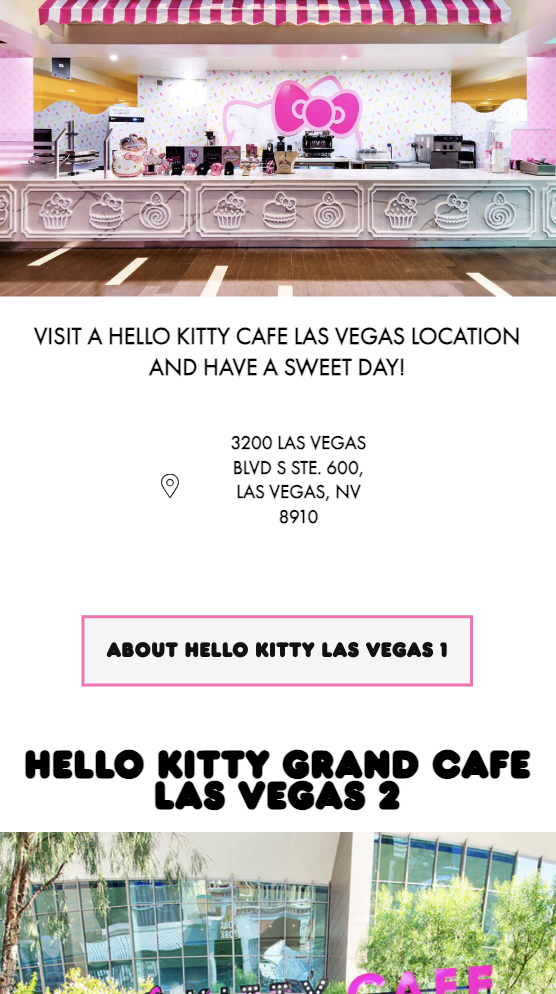 VISIT A HELLO KITTY CAFE LAS VEGAS LOCATION
AND HAVE A SWEET DAY!
3200 LAS VEGAS
BLVD S STE. 600,
LAS VEGAS, NV
8910
ABOUT HELLO KITTY LAS VEGAS 1
HELLO KITTY GRAND CAFE
LAS VEGAS 2
CAFE